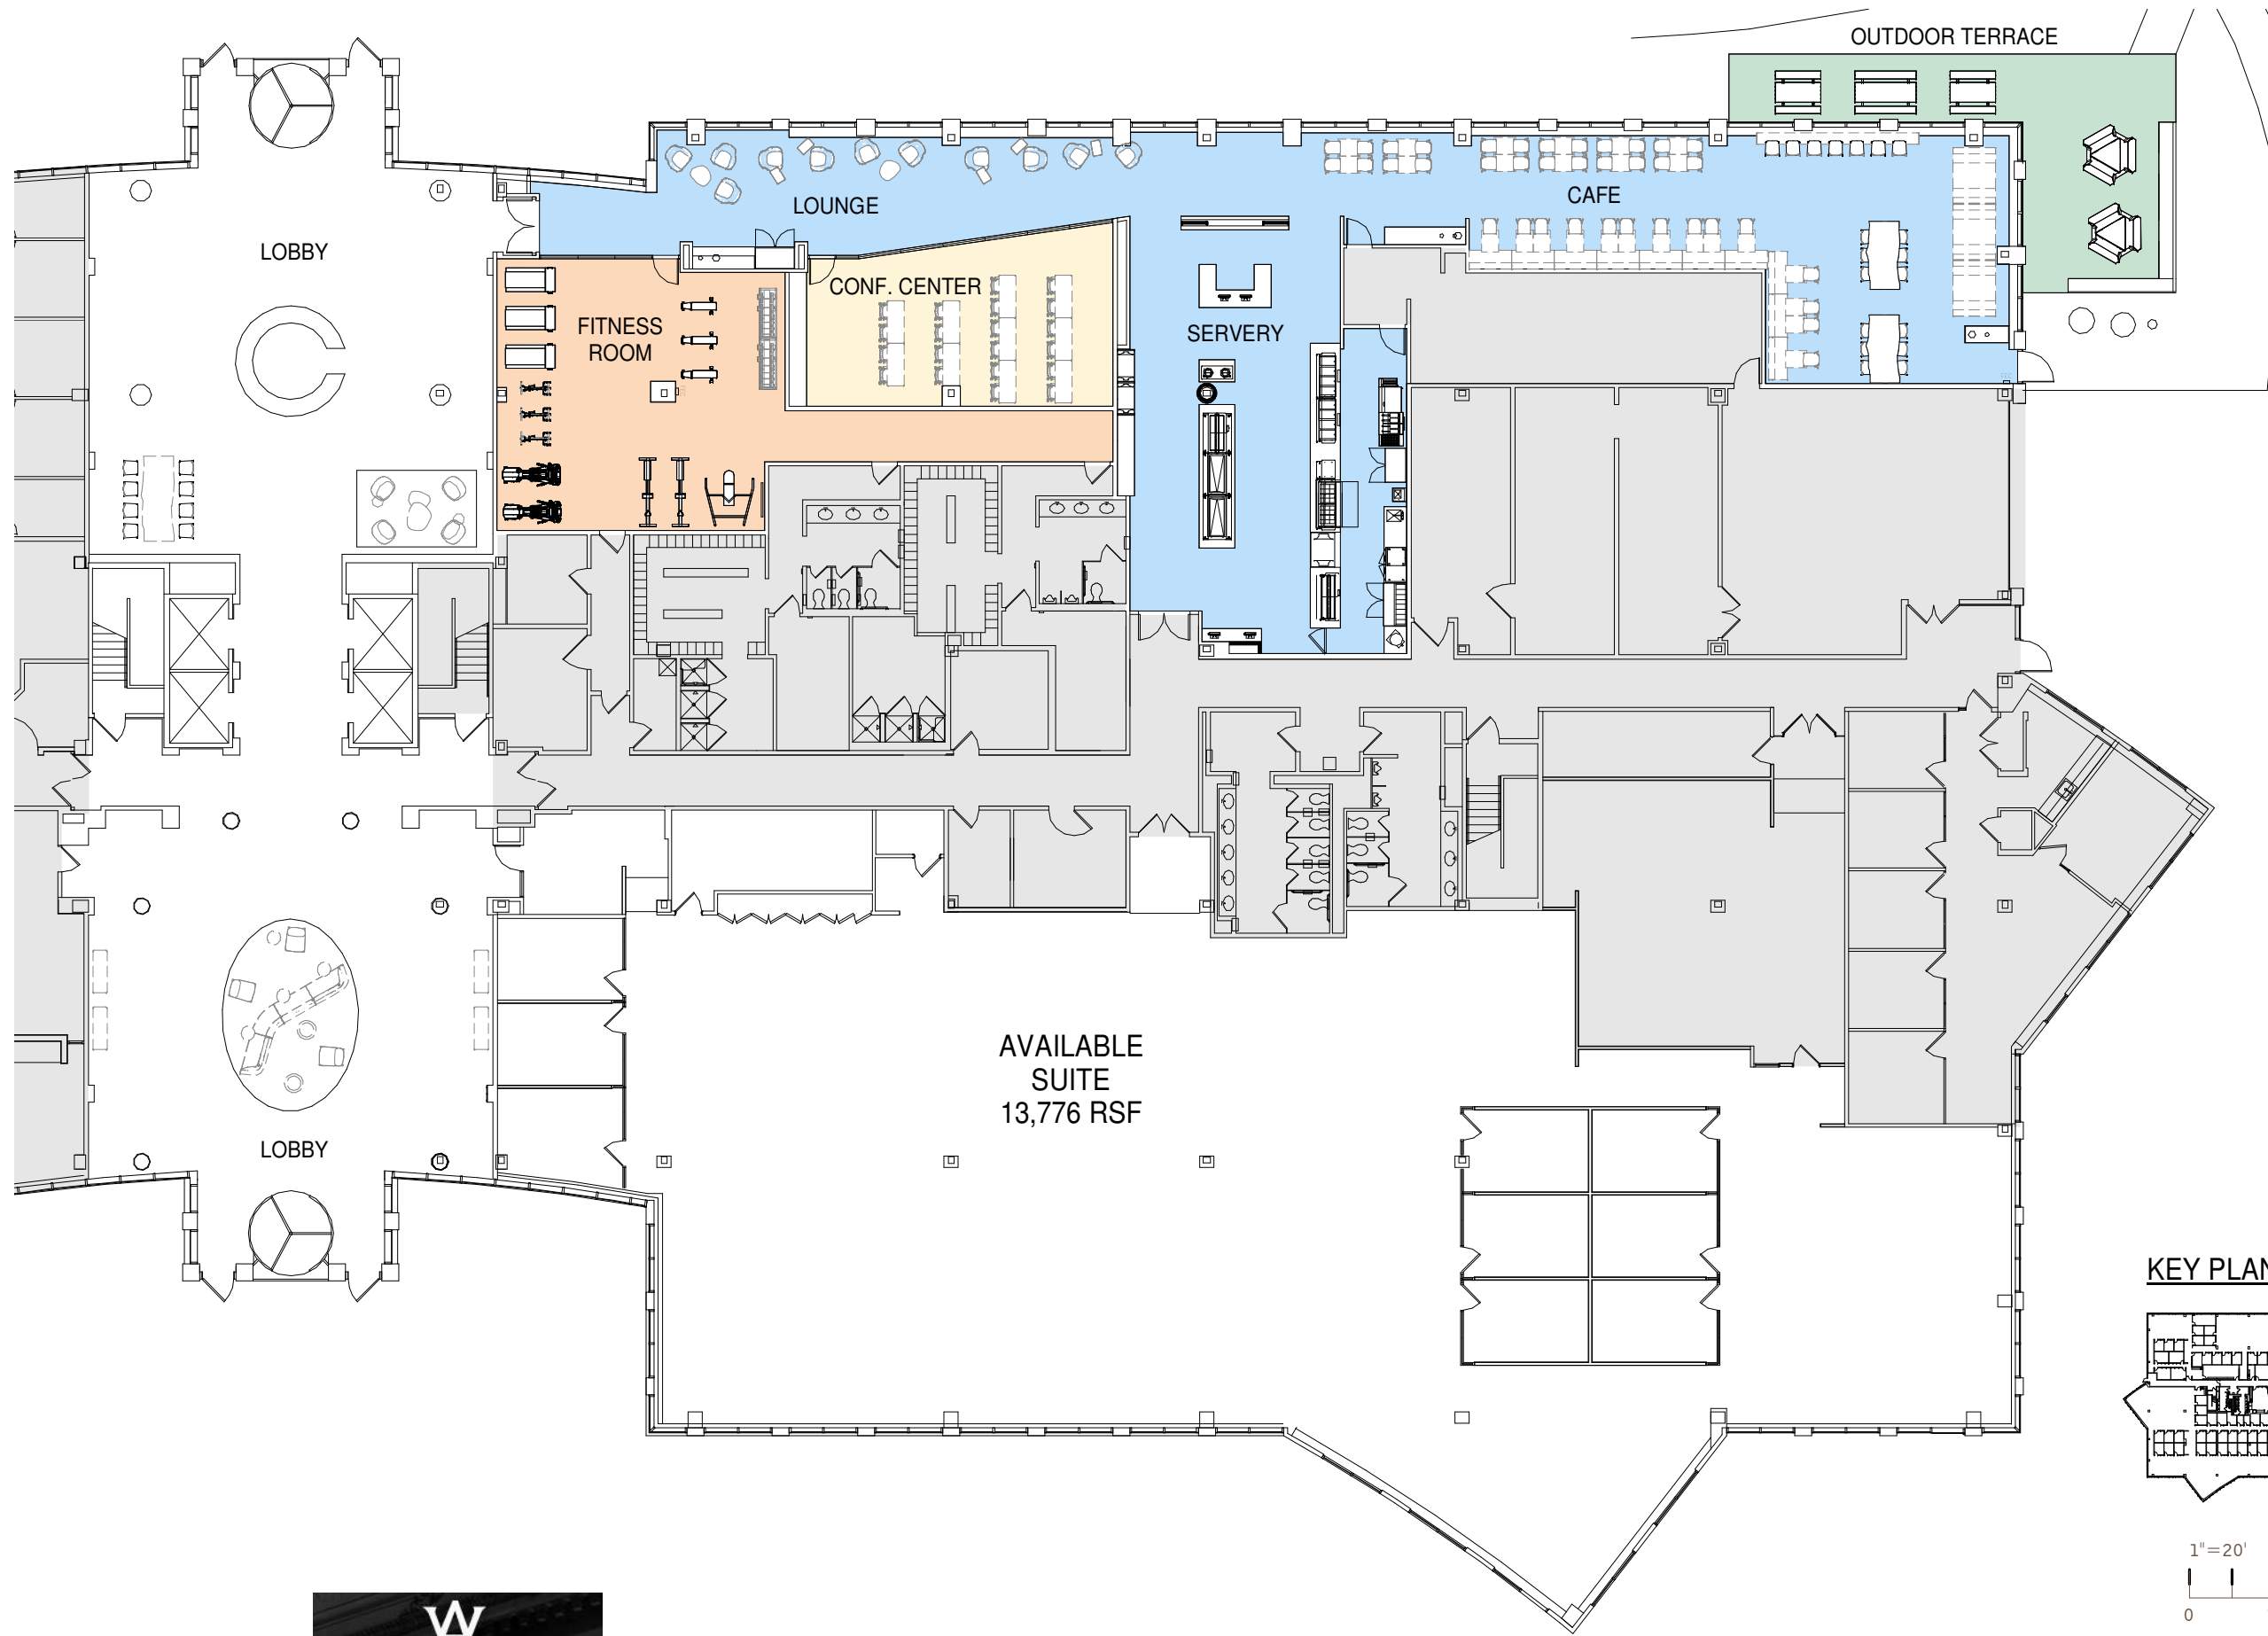 OUTDOOR TERRACE
CAFE
LOUNGE
LOBBY
CONF. CENTER
FITNESS
ROOM
SERVERY
AVAILABLE
SUITE
13,776 RSF
LOBBY
KEY PLAN
1"=20'
0
W